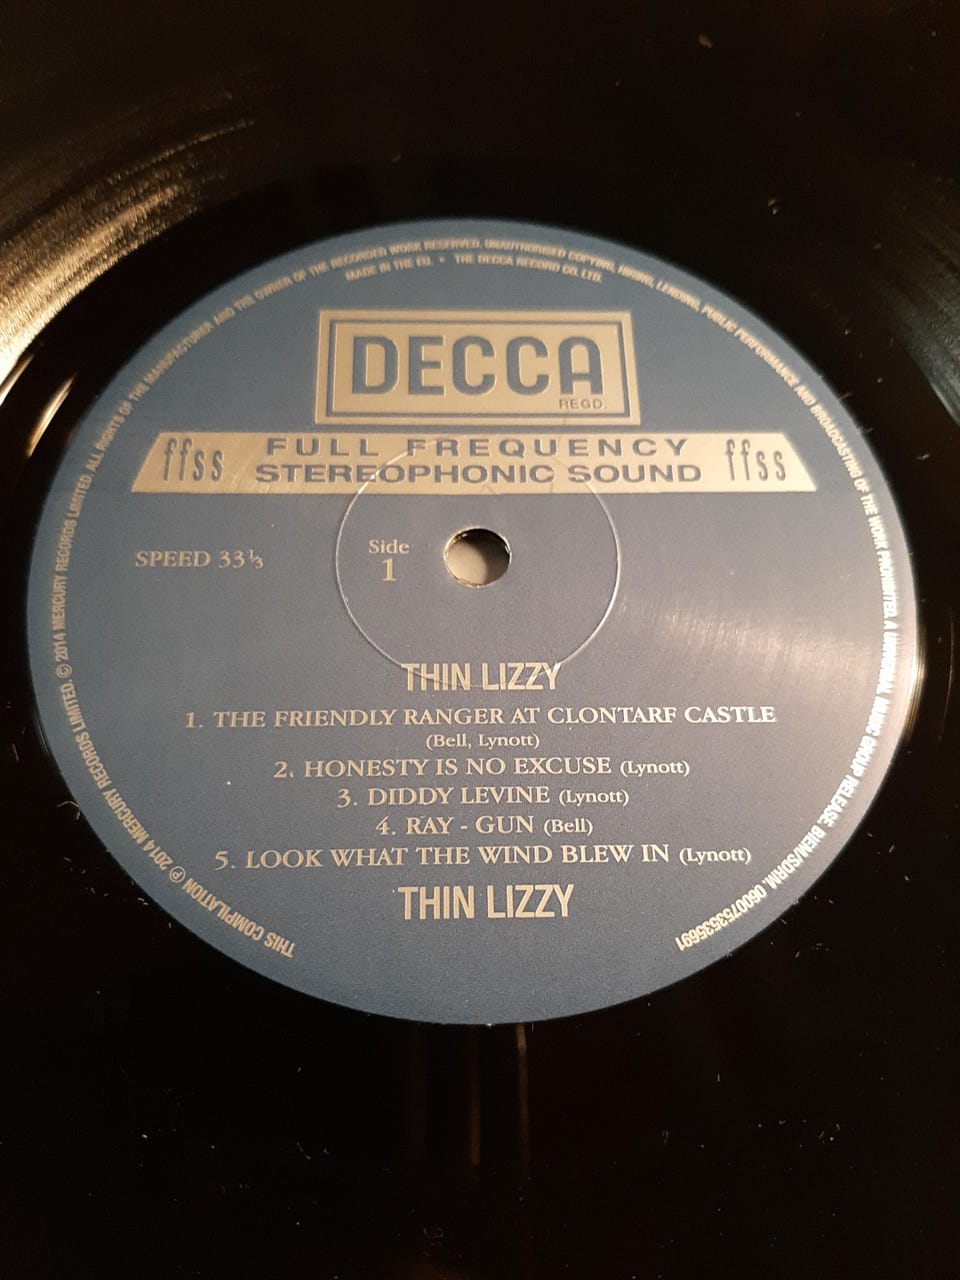 THIS COMPILATION ℗ 2014 MERCURY RECORDS LIMITED. © 2014 MERCURY RECORDS LIMITED. ALL RIGHTS OF THE MANUFACTURER AND THE OWNER OF THE RECORDED WORK RESERVED. UNAUTHORISED COPYING, HIRING, LENDING, PUBLIC PERFORMANCE AND BROADCASTING OF THE WORK PROHIBITED. A UNIVERSAL MUSIC GROUP RELEASE. BIEM/SDRM. 0600753535691
MADE IN THE EU. • THE DECCA RECORD CO. LTD.
DECCA
REGD.
ffss FULL FREQUENCY ffss
STEREOPHONIC SOUND
SPEED 33⅓
Side
1
THIN LIZZY
1. THE FRIENDLY RANGER AT CLONTARF CASTLE
(Bell, Lynott)
2. HONESTY IS NO EXCUSE (Lynott)
3. DIDDY LEVINE (Lynott)
4. RAY - GUN (Bell)
5. LOOK WHAT THE WIND BLEW IN (Lynott)
THIN LIZZY